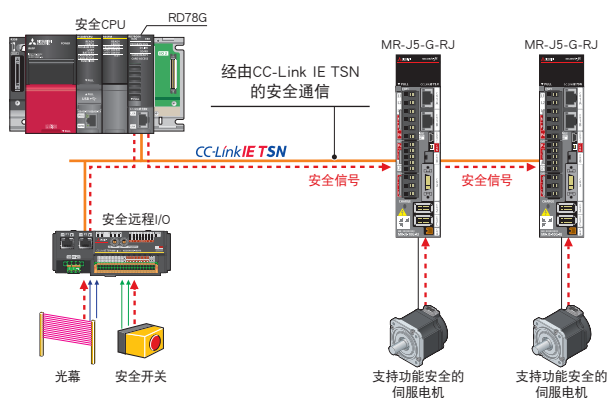 安全CPU
RD78G
MR-J5-G-RJ
MR-J5-G-RJ
经由CC-Link IE TSN
的安全通信
CC-Link IE TSN
安全信号
安全信号
安全远程I/O
光幕
安全开关
支持功能安全的
伺服电机
支持功能安全的
伺服电机